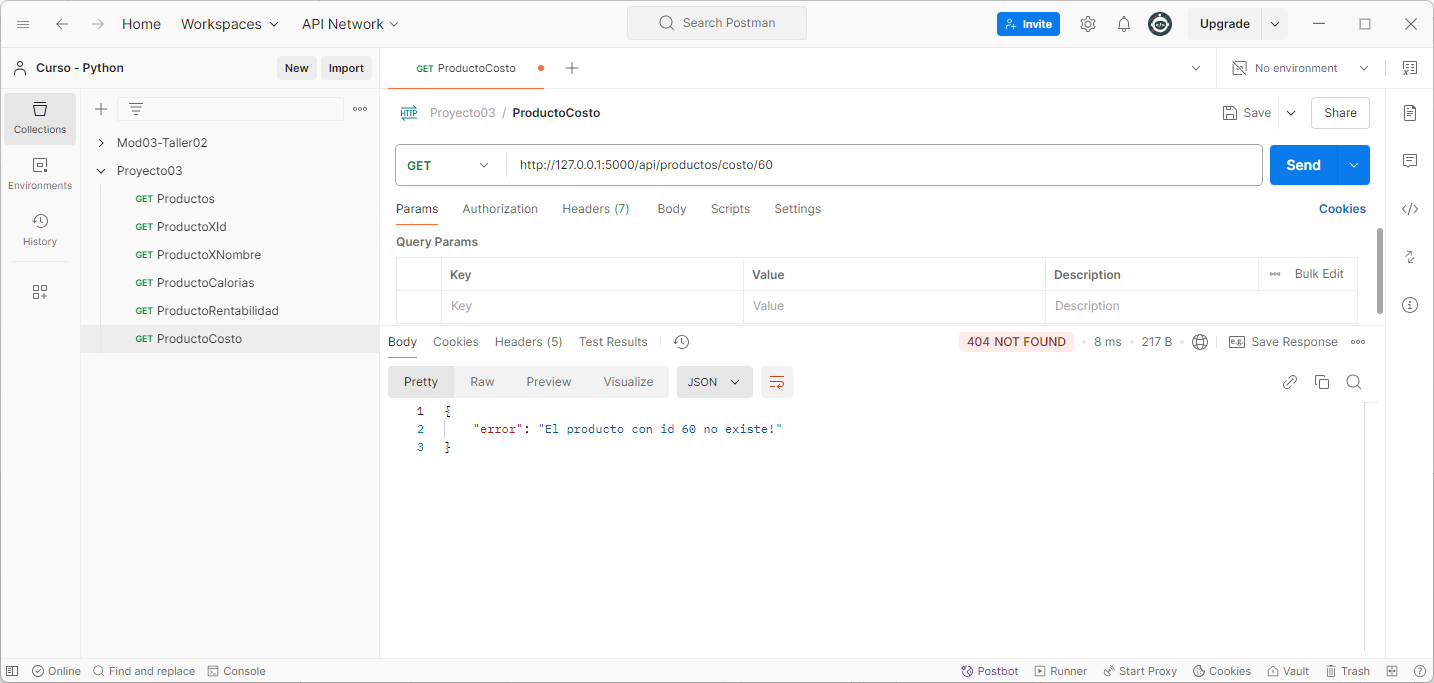 Home Workspaces API Network Search Postman Invite Upgrade
Curso - Python New Import GET ProductoCosto No environment
Collections
Environments
History
Mod03-Taller02
Proyecto03
GET Productos
GET ProductoXId
GET ProductoXNombre
GET ProductoCalorias
GET ProductoRentabilidad
GET ProductoCosto
HTTP Proyecto03 / ProductoCosto Save Share
GET http://127.0.0.1:5000/api/productos/costo/60 Send
Params Authorization Headers (7) Body Scripts Settings Cookies
Query Params
Key Value Description Bulk Edit
Key Value Description
Body Cookies Headers (5) Test Results 404 NOT FOUND 8 ms 217 B e.g. Save Response
Pretty Raw Preview Visualize JSON
1 {
2 "error": "El producto con id 60 no existe!"
3 }
Online Find and replace Console Postbot Runner Start Proxy Cookies Vault Trash